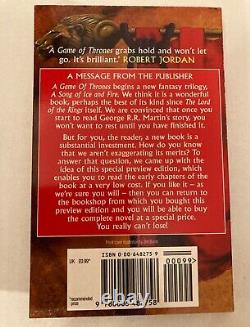 A Game of Thrones grabs hold and won't let
go. It's brilliant.' ROBERT JORDAN
A MESSAGE FROM THE PUBLISHER
A Game Of Thrones begins a new fantasy trilogy,
A Song of Ice and Fire. We think it is a wonderful
book, perhaps the best of its kind since The Lord
of the Rings itself. We are convinced that once you
start to read George R.R. Martin's story, you
won't want to rest until you have finished it.
But for you, the reader, a new book is a
substantial investment. How do you know
that we aren't exaggerating its merits? To
answer that question, we came up with the
idea of this special preview edition, which
enables you to read the early chapters of the
book at a very low cost. If you like it – as
we're sure you will – then you can return to
the bookshop from which you bought this
preview edition and you will be able to buy
the complete novel at a special price.
You really can't lose!
UK £0.99*
ISBN 0-00-648275-9
00099>
*recommended
price